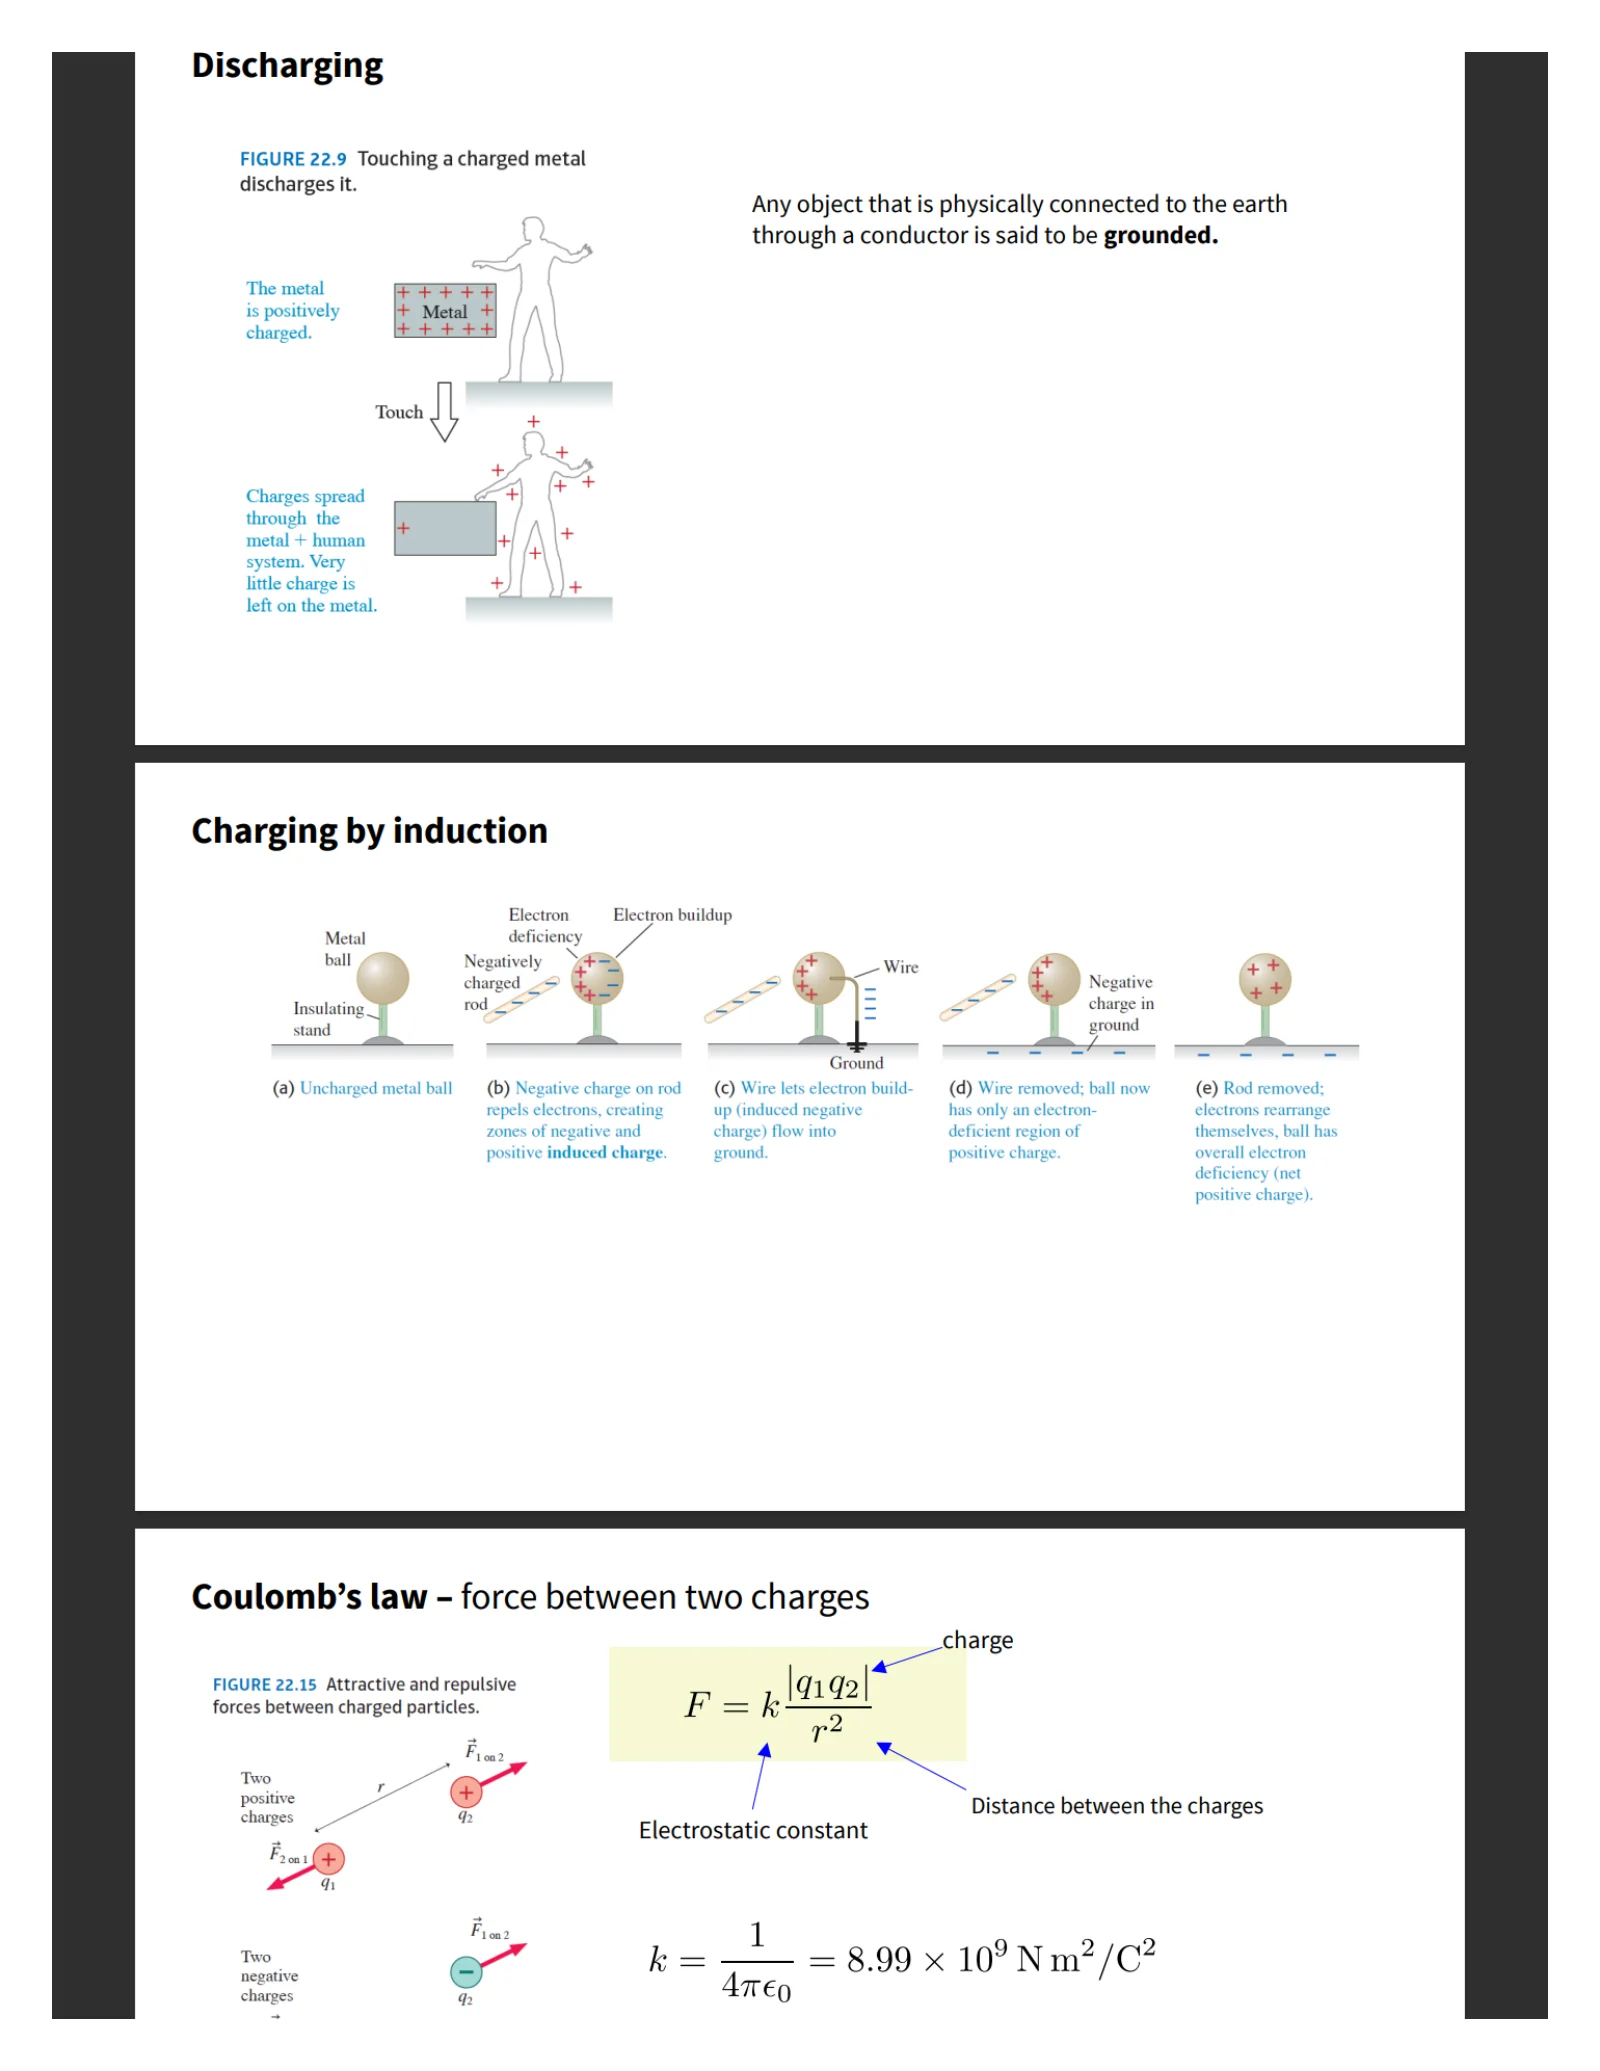 Discharging
FIGURE 22.9 Touching a charged metal
discharges it.
Any object that is physically connected to the earth
through a conductor is said to be grounded.
The metal
is positively
charged.
+ + + + +
+ Metal +
+ + + + +
Touch
Charges spread
through the
metal + human
system. Very
little charge is
left on the metal.
Charging by induction
Metal
ball
Insulating
stand
(a) Uncharged metal ball
Electron
deficiency
Electron buildup
Negatively
charged
rod
(b) Negative charge on rod
repels electrons, creating
zones of negative and
positive induced charge.
Wire
Ground
(c) Wire lets electron build-
up (induced negative
charge) flow into
ground.
Negative
charge in
ground
(d) Wire removed; ball now
has only an electron-
deficient region of
positive charge.
(e) Rod removed;
electrons rearrange
themselves, ball has
overall electron
deficiency (net
positive charge).
Coulomb's law – force between two charges
FIGURE 22.15 Attractive and repulsive
forces between charged particles.
charge
F = k |q₁q₂| / r²
Electrostatic constant
Distance between the charges
Two
positive
charges
r
F⃗ 1 on 2
+
q₂
F⃗ 2 on 1
+
q₁
Two
negative
charges
F⃗ 1 on 2
−
q₂
k = 1 / 4πϵ₀ = 8.99 × 10⁹ N m²/C²